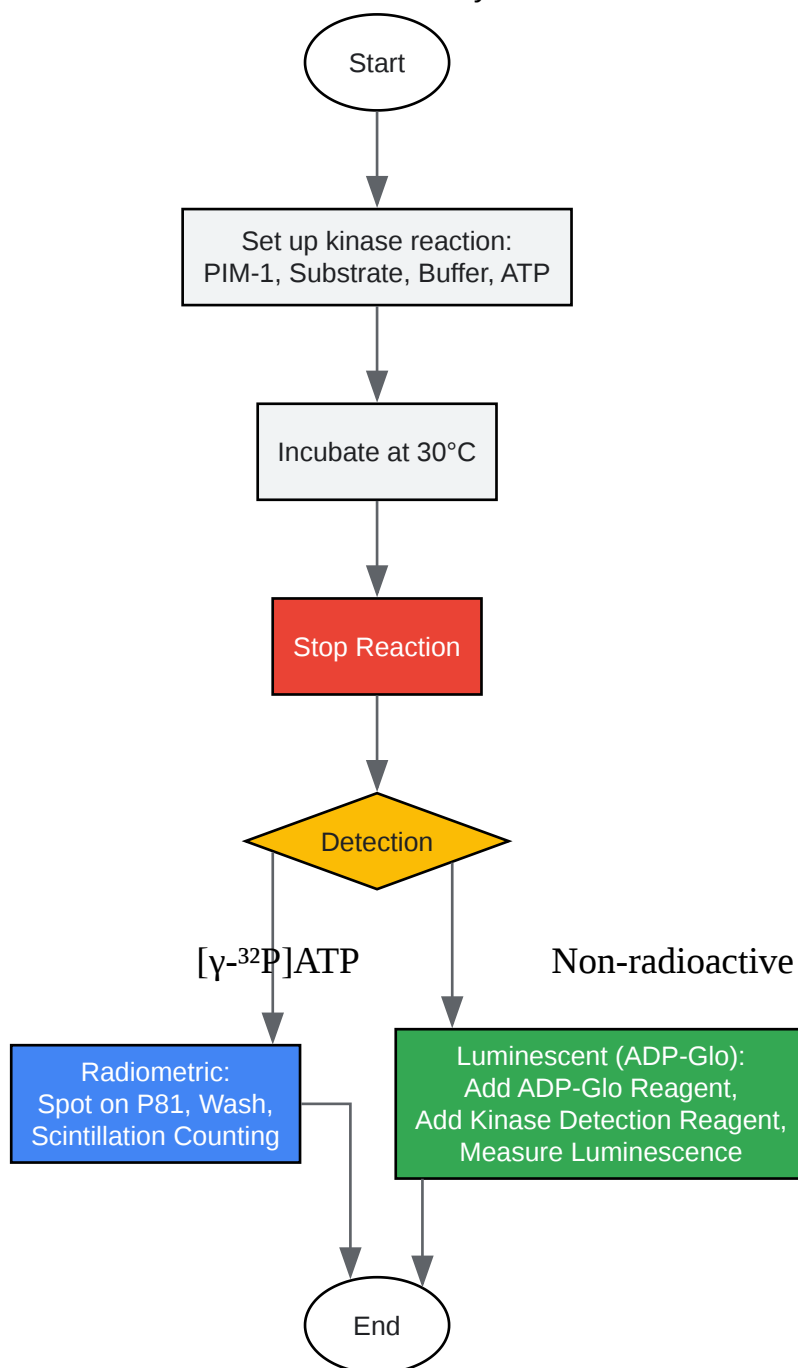 Start
Set up kinase reaction:
PIM-1, Substrate, Buffer, ATP
Incubate at 30°C
Stop Reaction
Detection
[γ-³²P]ATP
Non-radioactive
Radiometric:
Spot on P81, Wash,
Scintillation Counting
Luminescent (ADP-Glo):
Add ADP-Glo Reagent,
Add Kinase Detection Reagent,
Measure Luminescence
End